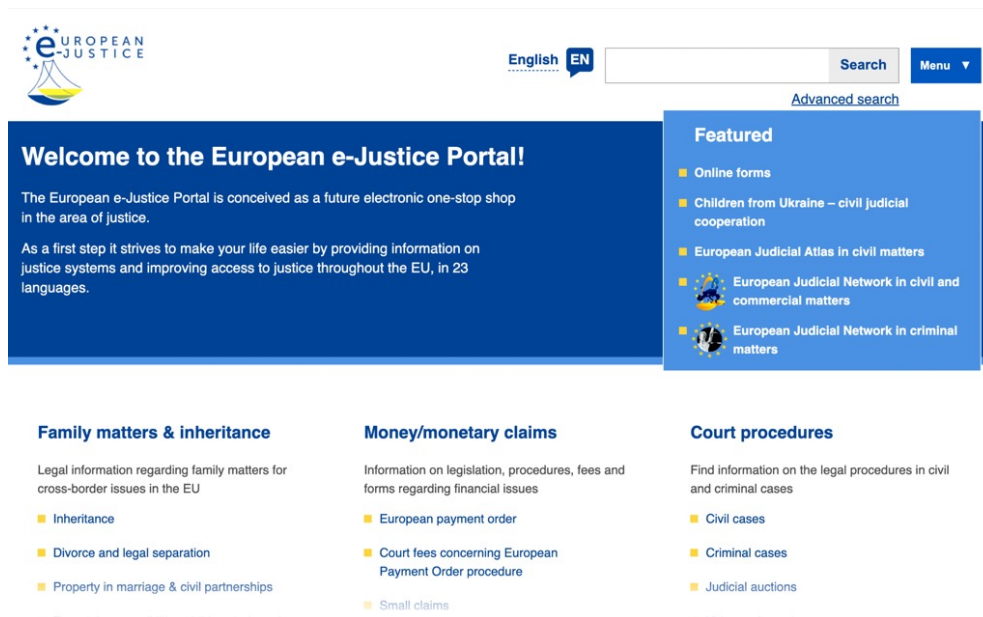 EUROPEAN
e-JUSTICE
English EN
Search
Menu ▼
Advanced search
Welcome to the European e-Justice Portal!
The European e-Justice Portal is conceived as a future electronic one-stop shop
in the area of justice.
As a first step it strives to make your life easier by providing information on
justice systems and improving access to justice throughout the EU, in 23
languages.
Featured
Online forms
Children from Ukraine – civil judicial
cooperation
European Judicial Atlas in civil matters
European Judicial Network in civil and
commercial matters
European Judicial Network in criminal
matters
Family matters & inheritance
Legal information regarding family matters for
cross-border issues in the EU
Inheritance
Divorce and legal separation
Property in marriage & civil partnerships
Money/monetary claims
Information on legislation, procedures, fees and
forms regarding financial issues
European payment order
Court fees concerning European
Payment Order procedure
Small claims
Court procedures
Find information on the legal procedures in civil
and criminal cases
Civil cases
Criminal cases
Judicial auctions